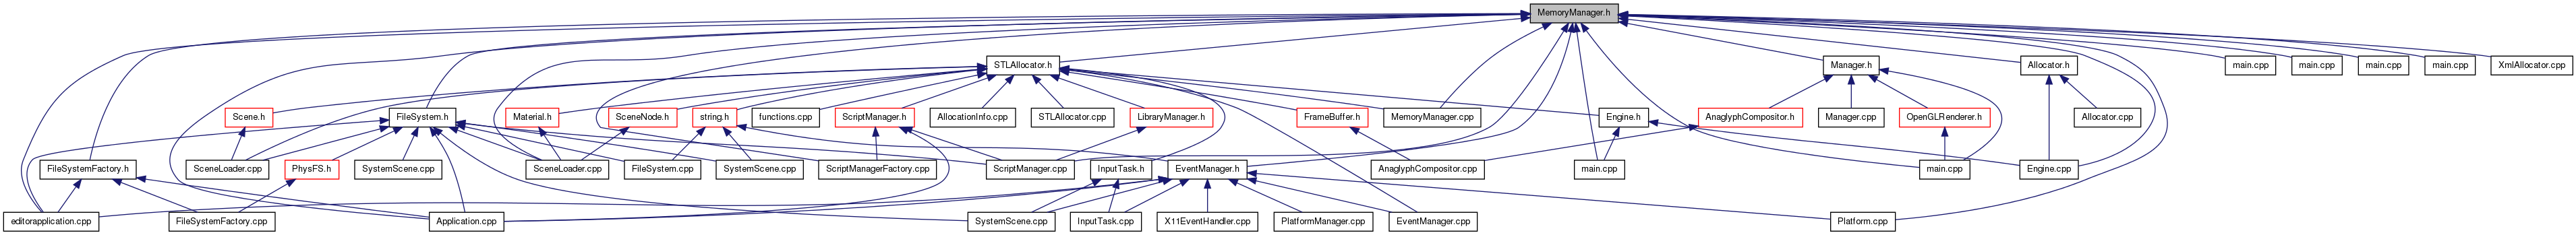 MemoryManager.h
STLAllocator.h
Manager.h
Allocator.h
main.cpp
main.cpp
main.cpp
main.cpp
XmlAllocator.cpp
Scene.h
FileSystem.h
Material.h
SceneNode.h
string.h
functions.cpp
ScriptManager.h
AllocationInfo.cpp
STLAllocator.cpp
LibraryManager.h
FrameBuffer.h
MemoryManager.cpp
Engine.h
AnaglyphCompositor.h
Manager.cpp
OpenGLRenderer.h
Allocator.cpp
FileSystemFactory.h
SceneLoader.cpp
PhysFS.h
SystemScene.cpp
SceneLoader.cpp
FileSystem.cpp
SystemScene.cpp
ScriptManagerFactory.cpp
ScriptManager.cpp
InputTask.h
EventManager.h
AnaglyphCompositor.cpp
main.cpp
main.cpp
Engine.cpp
editorapplication.cpp
FileSystemFactory.cpp
Application.cpp
SystemScene.cpp
InputTask.cpp
X11EventHandler.cpp
PlatformManager.cpp
EventManager.cpp
Platform.cpp